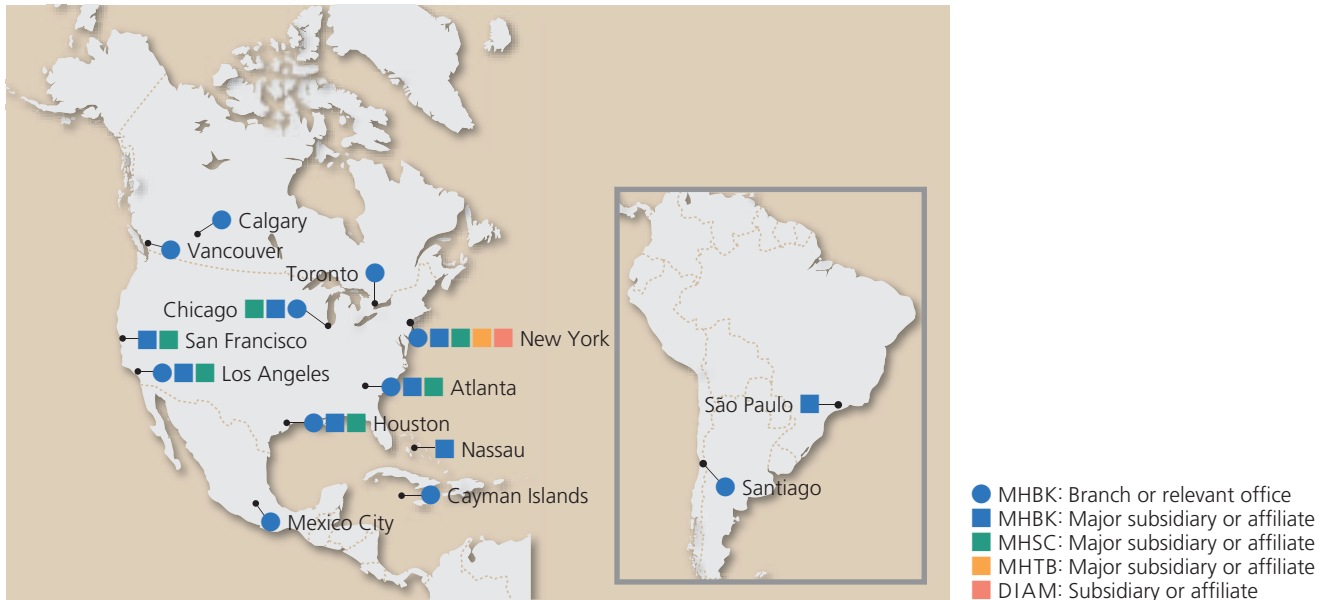 Calgary
Vancouver
Toronto
Chicago
New York
San Francisco
Los Angeles
Atlanta
São Paulo
Houston
Nassau
Santiago
Cayman Islands
Mexico City
MHBK: Branch or relevant office
MHBK: Major subsidiary or affiliate
MHSC: Major subsidiary or affiliate
MHTB: Major subsidiary or affiliate
DIAM: Subsidiary or affiliate